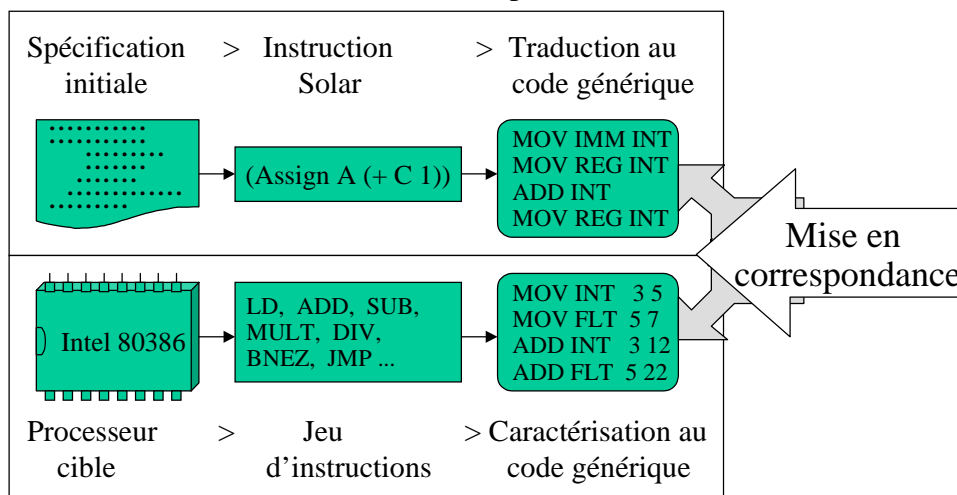 Spécification > Instruction > Traduction au
initiale Solar code générique
(Assign A (+ C 1))
MOV IMM INT
MOV REG INT
ADD INT
MOV REG INT
Mise en
correspondance
Intel 80386
LD, ADD, SUB,
MULT, DIV,
BNEZ, JMP ...
MOV INT 3 5
MOV FLT 5 7
ADD INT 3 12
ADD FLT 5 22
Processeur > Jeu > Caractérisation au
cible d'instructions code générique